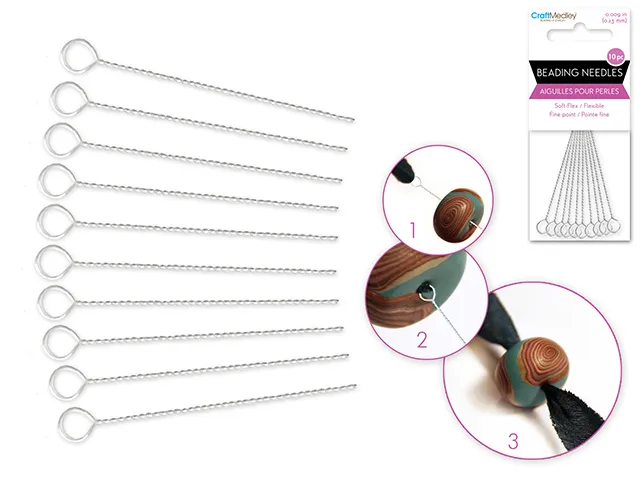 CraftMedley
0.009 in
(0.23 mm)
10 pc
BEADING NEEDLES
AIGUILLES POUR PERLES
Soft Flex / Flexible
Fine point / Pointe fine
1
2
3